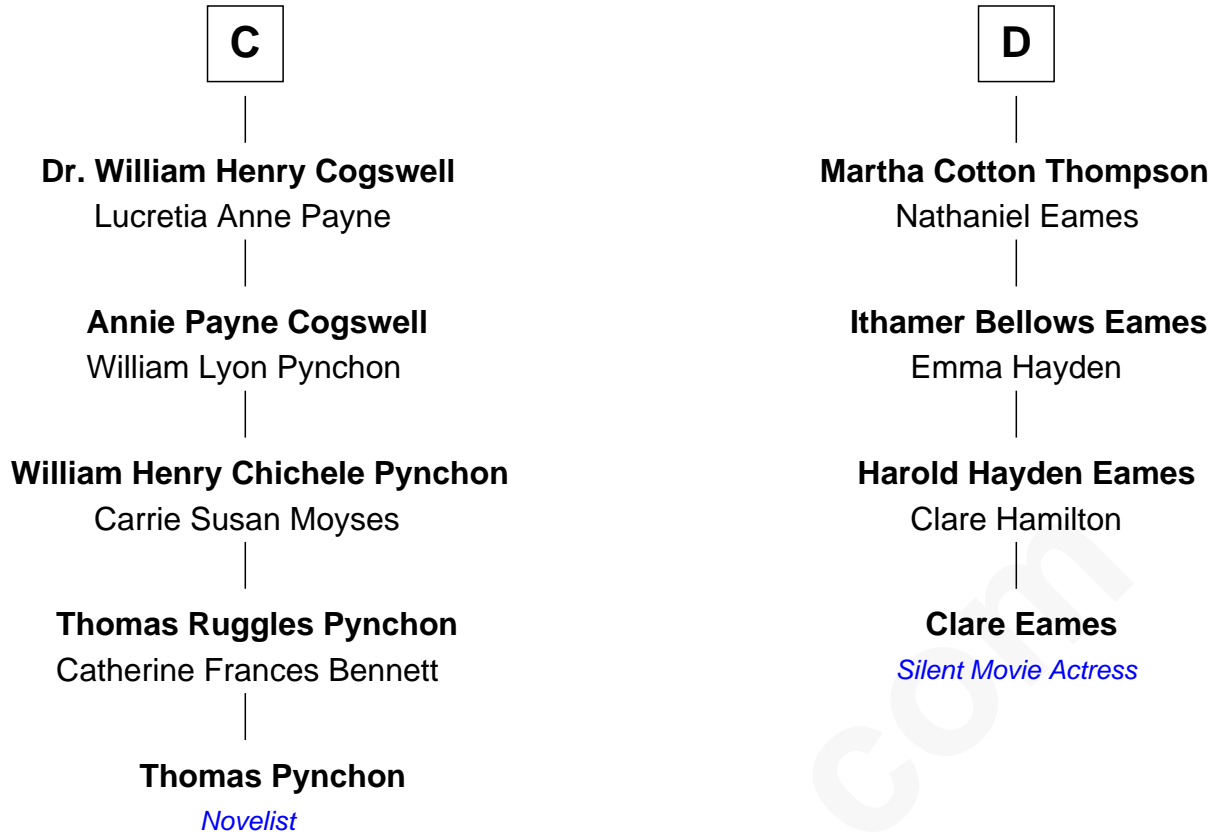 C
Dr. William Henry Cogswell
Lucretia Anne Payne
Annie Payne Cogswell
William Lyon Pynchon
William Henry Chichele Pynchon
Carrie Susan Moyses
Thomas Ruggles Pynchon
Catherine Frances Bennett
Thomas Pynchon
Novelist
D
Martha Cotton Thompson
Nathaniel Eames
Ithamer Bellows Eames
Emma Hayden
Harold Hayden Eames
Clare Hamilton
Clare Eames
Silent Movie Actress
com